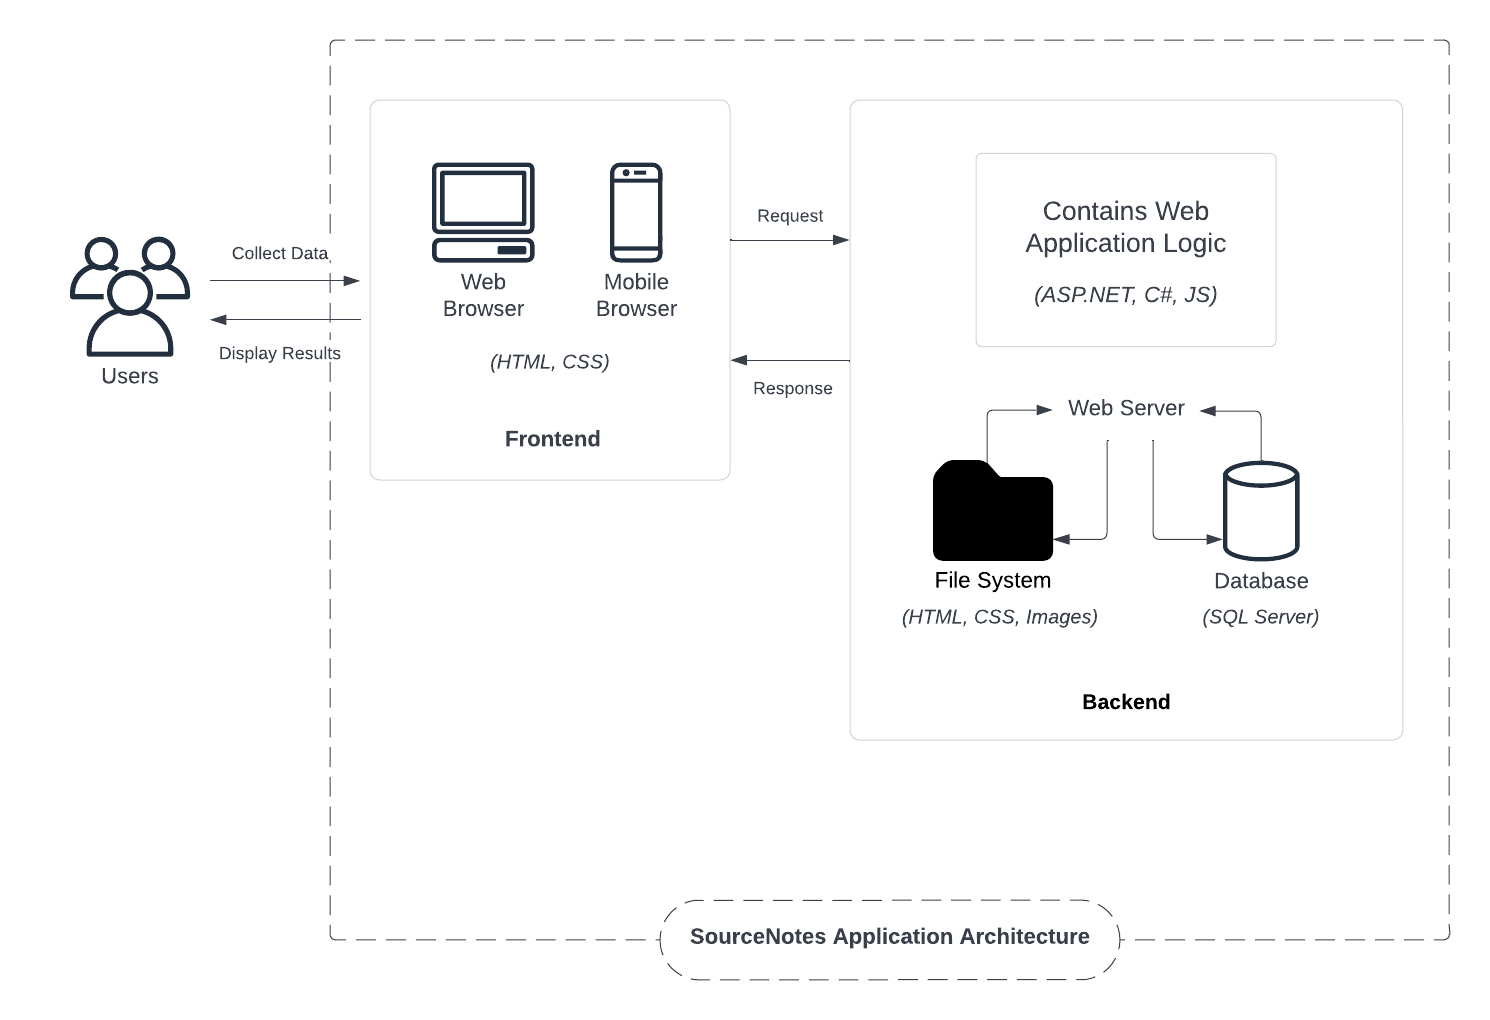 Collect Data
Display Results
Users
Web
Browser
Mobile
Browser
(HTML, CSS)
Frontend
Request
Response
Contains Web
Application Logic
(ASP.NET, C#, JS)
Web Server
File System
(HTML, CSS, Images)
Database
(SQL Server)
Backend
SourceNotes Application Architecture